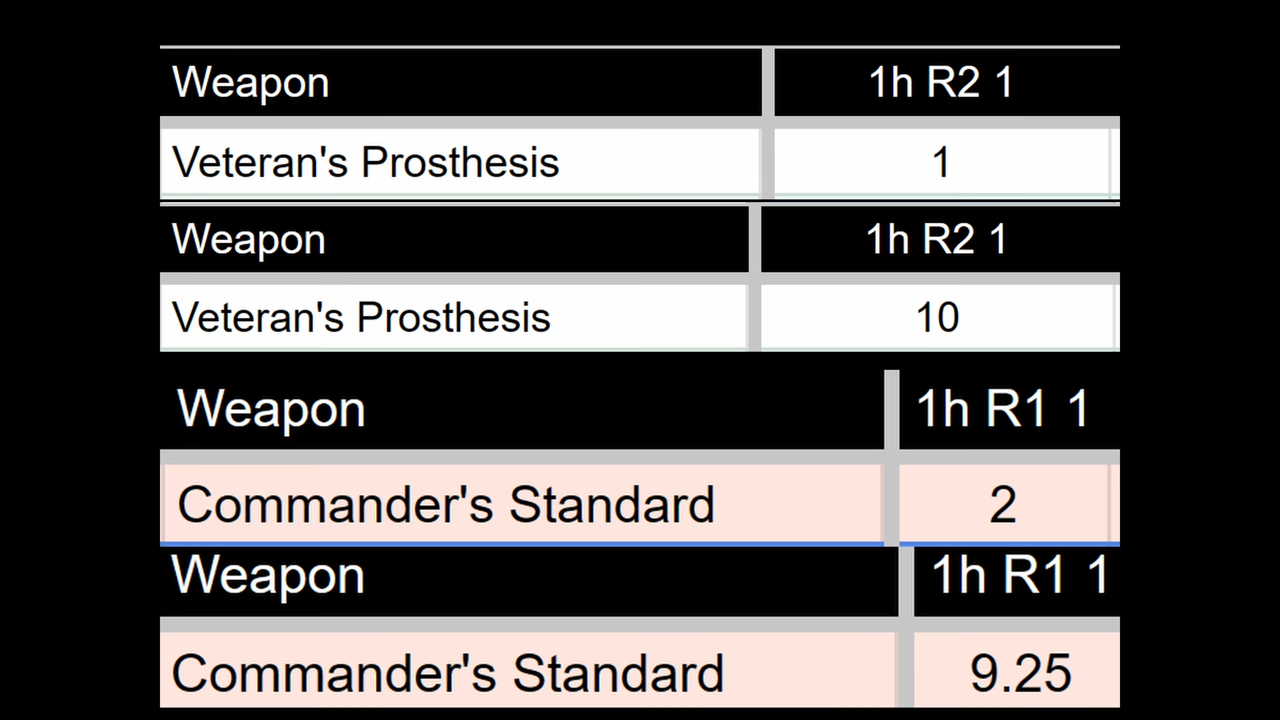 Weapon 1h R2 1
Veteran's Prosthesis 1
Weapon 1h R2 1
Veteran's Prosthesis 10
Weapon 1h R1 1
Commander's Standard 2
Weapon 1h R1 1
Commander's Standard 9.25